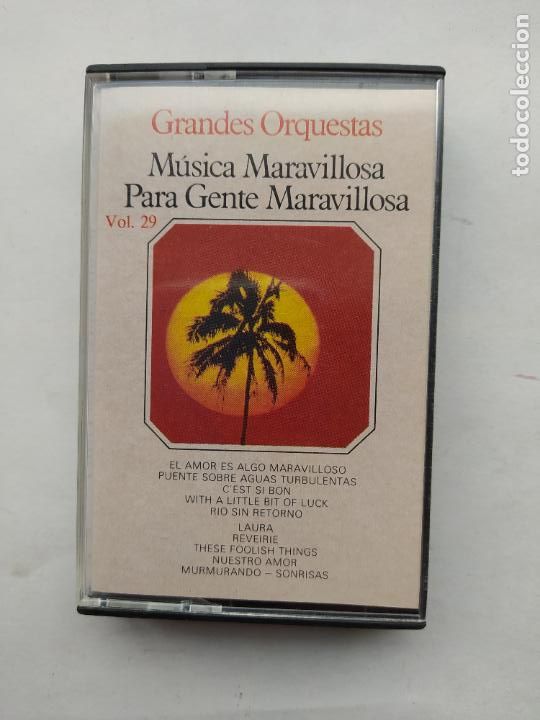 Grandes Orquestas
Música Maravillosa
Para Gente Maravillosa
Vol. 29
EL AMOR ES ALGO MARAVILLOSO
PUENTE SOBRE AGUAS TURBULENTAS
C'EST SI BON
WITH A LITTLE BIT OF LUCK
RIO SIN RETORNO
LAURA
REVEIRIE
THESE FOOLISH THINGS
NUESTRO AMOR
MURMURANDO – SONRISAS
todocoleccion